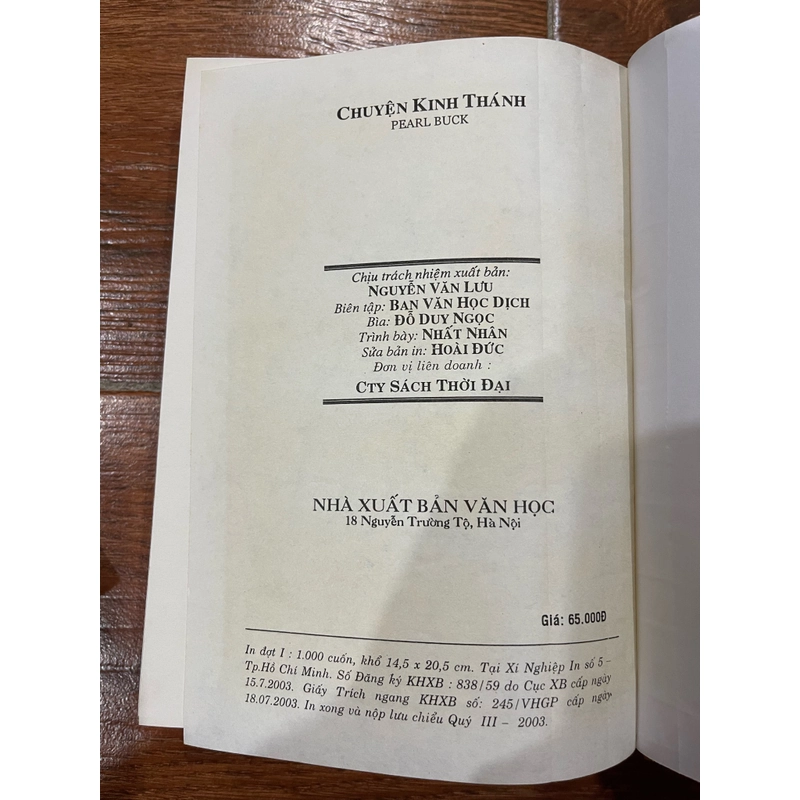 CHUYỆN KINH THÁNH
PEARL BUCK
Chịu trách nhiệm xuất bản:
NGUYỄN VĂN LƯU
Biên tập: BAN VĂN HỌC DỊCH
Bìa: ĐỖ DUY NGỌC
Trình bày: NHẤT NHÂN
Sửa bản in: HOÀI ĐỨC
Đơn vị liên doanh :
CTY SÁCH THỜI ĐẠI
NHÀ XUẤT BẢN VĂN HỌC
18 Nguyễn Trường Tộ, Hà Nội
Giá: 65.000Đ
In đợt I : 1.000 cuốn, khổ 14,5 x 20,5 cm. Tại Xí Nghiệp In số 5 –
Tp.Hồ Chí Minh. Số Đăng ký KHXB : 838/59 do Cục XB cấp ngày
15.7.2003. Giấy Trích ngang KHXB số: 245/VHGP cấp ngày
18.07.2003. In xong và nộp lưu chiểu Quý III – 2003.